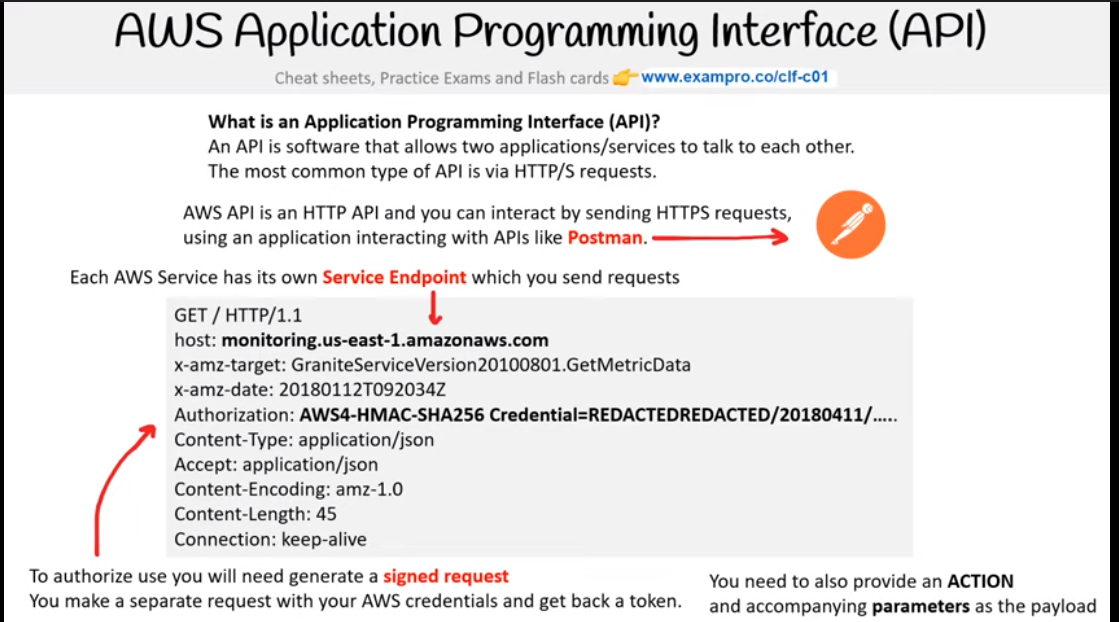 AWS Application Programming Interface (API)
Cheat sheets, Practice Exams and Flash cards 👉 www.exampro.co/clf-c01
What is an Application Programming Interface (API)?
An API is software that allows two applications/services to talk to each other.
The most common type of API is via HTTP/S requests.
AWS API is an HTTP API and you can interact by sending HTTPS requests,
using an application interacting with APIs like Postman.
Each AWS Service has its own Service Endpoint which you send requests
GET / HTTP/1.1
host: monitoring.us-east-1.amazonaws.com
x-amz-target: GraniteServiceVersion20100801.GetMetricData
x-amz-date: 20180112T092034Z
Authorization: AWS4-HMAC-SHA256 Credential=REDACTEDREDACTED/20180411/.....
Content-Type: application/json
Accept: application/json
Content-Encoding: amz-1.0
Content-Length: 45
Connection: keep-alive
To authorize use you will need generate a signed request
You make a separate request with your AWS credentials and get back a token.
You need to also provide an ACTION
and accompanying parameters as the payload